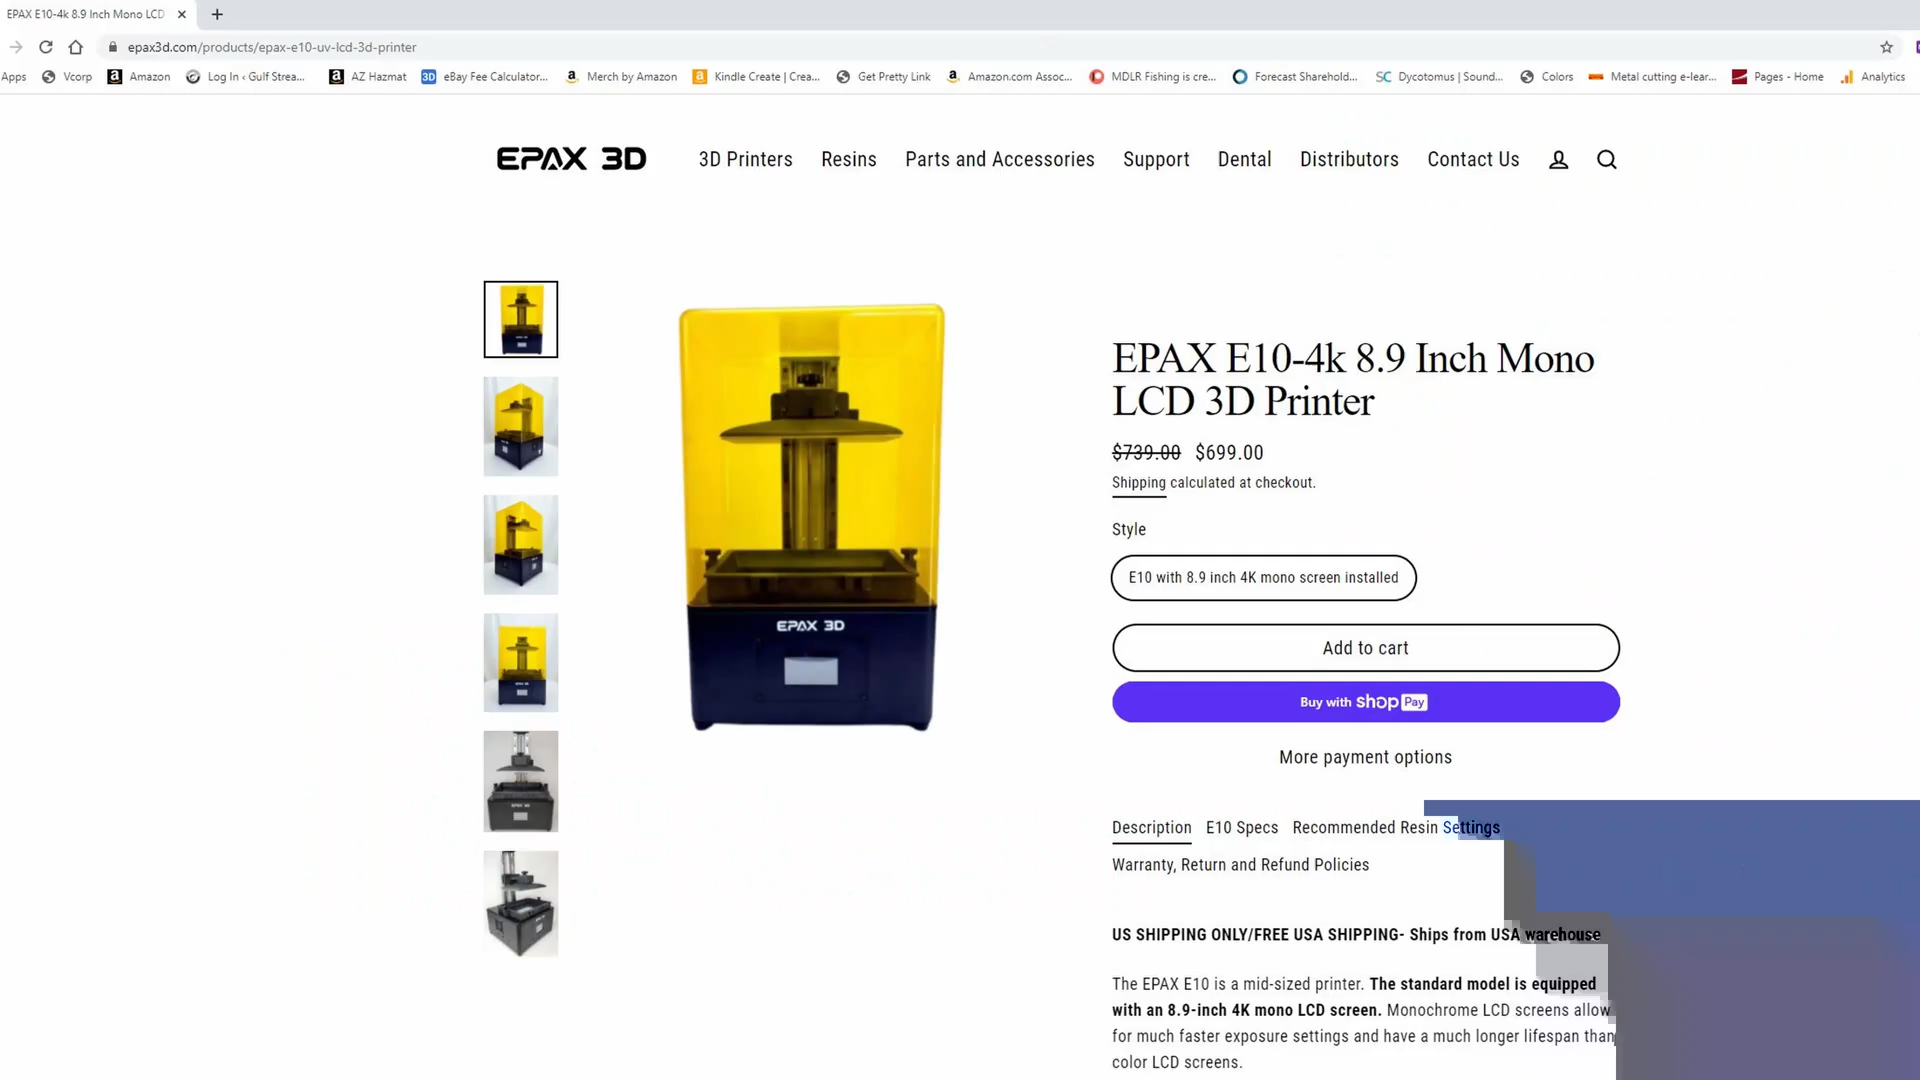 EPAX E10-4k 8.9 Inch Mono LCD
epax3d.com/products/epax-e10-uv-lcd-3d-printer
Apps Vcorp Amazon Log In ‹ Gulf Strea... AZ Hazmat eBay Fee Calculator... Merch by Amazon Kindle Create | Crea... Get Pretty Link Amazon.com Assoc... MDLR Fishing is cre... Forecast Sharehold... Dycotomus | Sound... Colors Metal cutting e-lear... Pages - Home Analytics
EPAX 3D 3D Printers Resins Parts and Accessories Support Dental Distributors Contact Us
EPAX E10-4k 8.9 Inch Mono
LCD 3D Printer
$739.00 $699.00
Shipping calculated at checkout.
Style
E10 with 8.9 inch 4K mono screen installed
EPAX 3D
Add to cart
Buy with shop Pay
More payment options
Description E10 Specs Recommended Resin Settings
Warranty, Return and Refund Policies
US SHIPPING ONLY/FREE USA SHIPPING- Ships from USA warehouse
The EPAX E10 is a mid-sized printer. The standard model is equipped
with an 8.9-inch 4K mono LCD screen. Monochrome LCD screens allow
for much faster exposure settings and have a much longer lifespan than
color LCD screens.